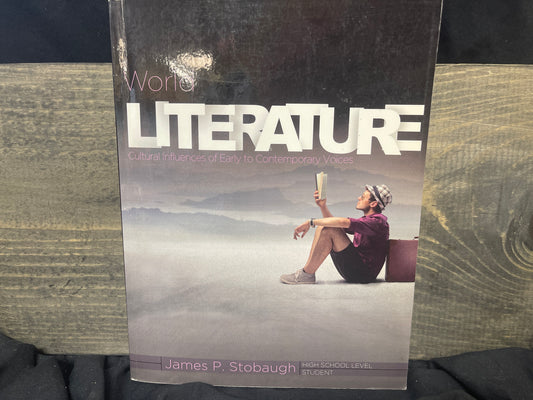 World
LITERATURE
Cultural Influences of Early to Contemporary Voices
James P. Stobaugh
HIGH SCHOOL LEVEL
STUDENT